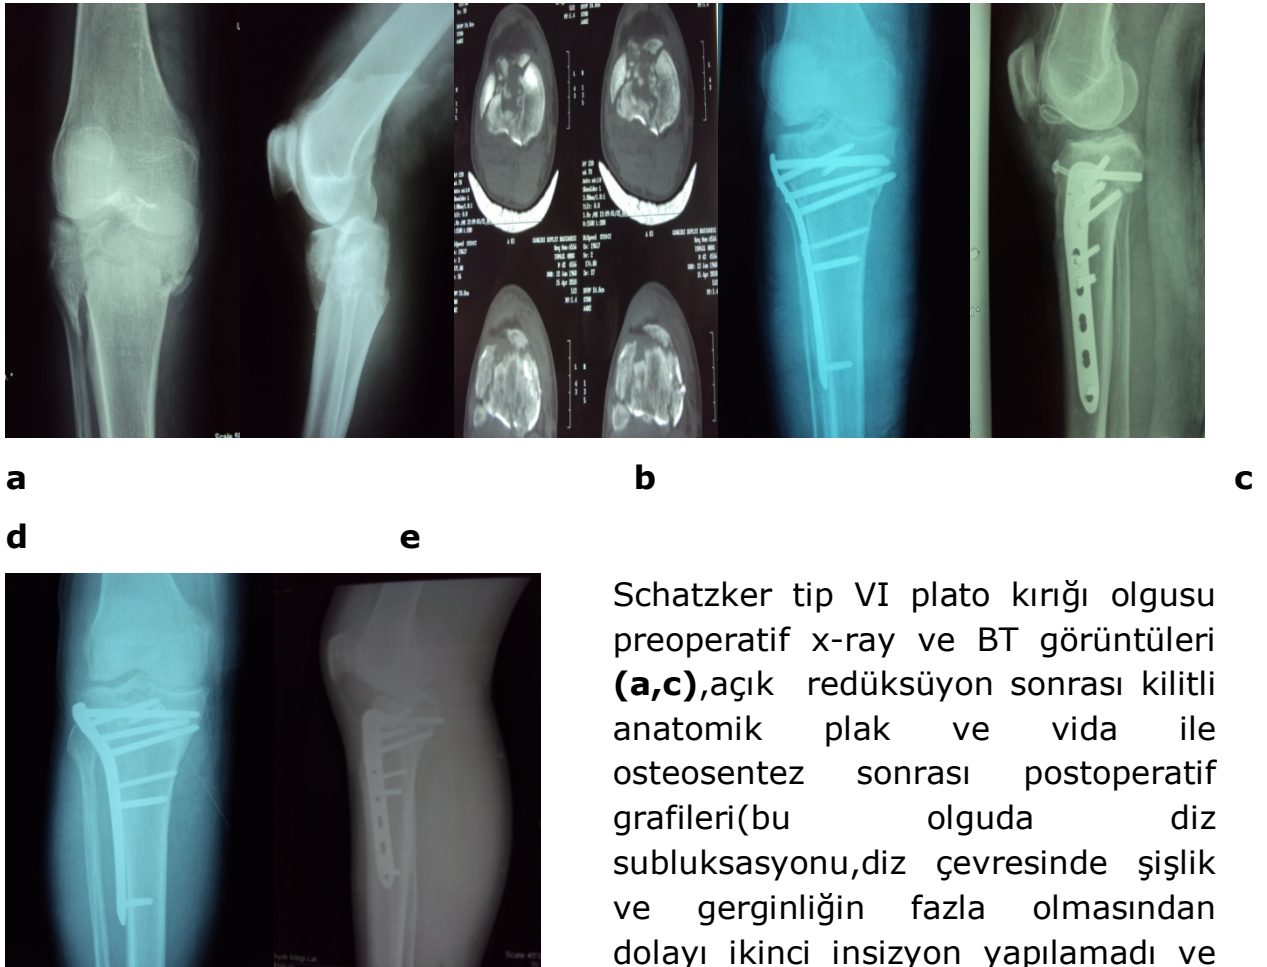 a b c
d e
Schatzker tip VI plato kırığı olgusu
preoperatif x-ray ve BT görüntüleri
(a,c),açık redüksüyon sonrası kilitli
anatomik plak ve vida ile
osteosentez sonrası postoperatif
grafileri(bu olguda diz
subluksasyonu,diz çevresinde şişlik
ve gerginliğin fazla olmasından
dolayı ikinci insizyon yapılamadı ve